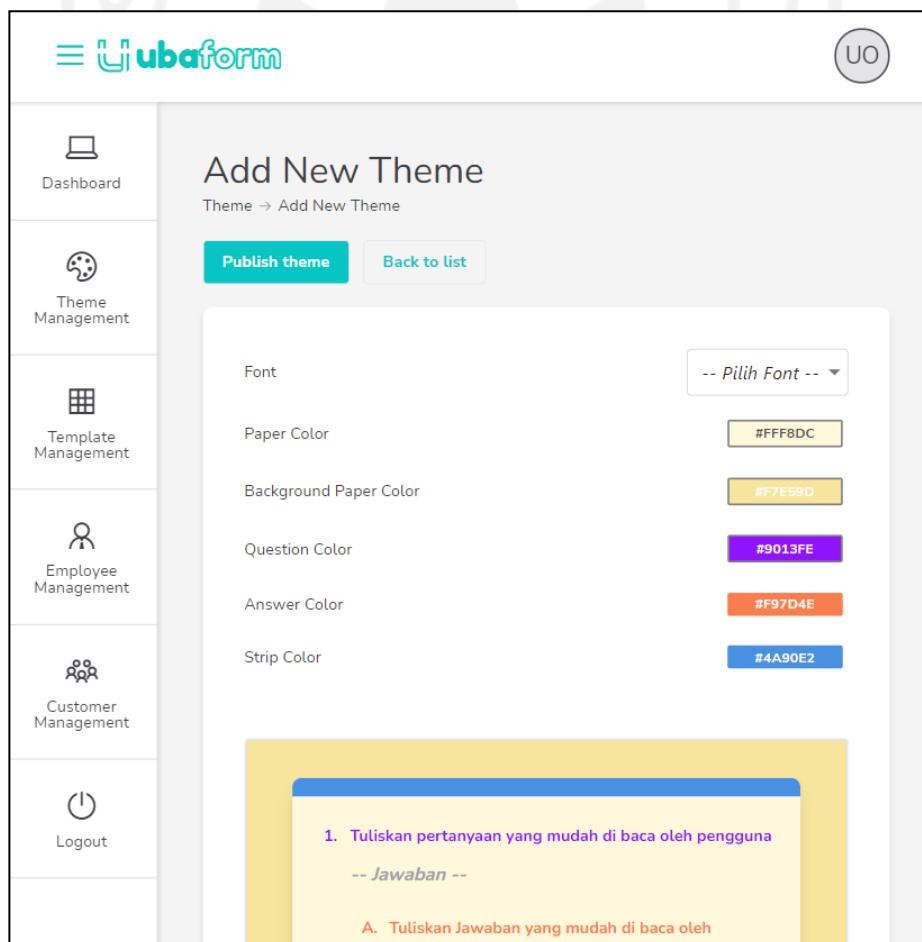 ubaform
UO
Dashboard
Theme
Management
Template
Management
Employee
Management
Customer
Management
Logout
Add New Theme
Theme → Add New Theme
Publish theme
Back to list
Font
-- Pilih Font --
Paper Color
#FFF8DC
Background Paper Color
#F7E59D
Question Color
#9013FE
Answer Color
#F97D4E
Strip Color
#4A90E2
1. Tuliskan pertanyaan yang mudah di baca oleh pengguna
-- Jawaban --
A. Tuliskan Jawaban yang mudah di baca oleh